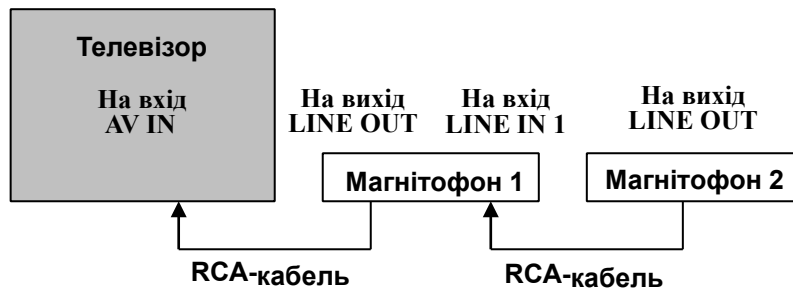 Телевізор
На вхід
AV IN
На вихід
LINE OUT
На вхід
LINE IN 1
На вихід
LINE OUT
Магнітофон 1
Магнітофон 2
RCA-кабель
RCA-кабель